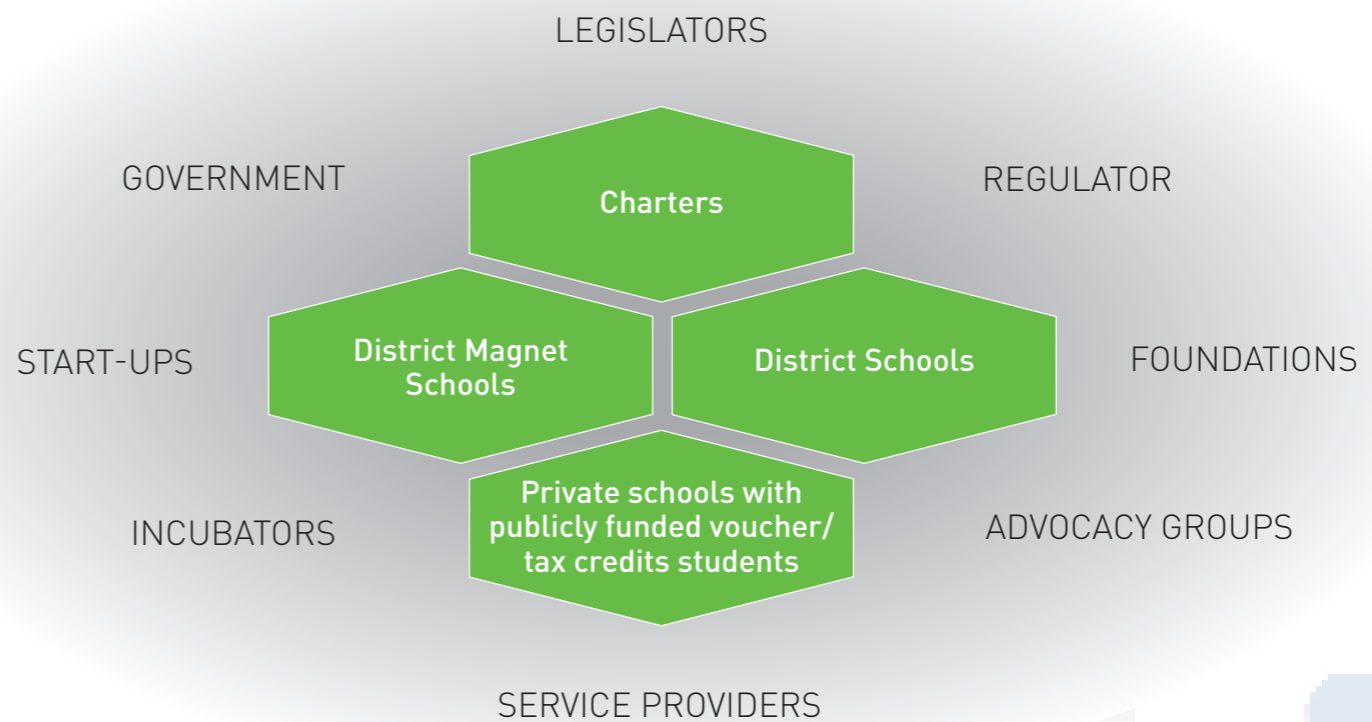 LEGISLATORS
GOVERNMENT
REGULATOR
Charters
START-UPS
District Magnet
Schools
District Schools
FOUNDATIONS
INCUBATORS
Private schools with
publicly funded voucher/
tax credits students
ADVOCACY GROUPS
SERVICE PROVIDERS